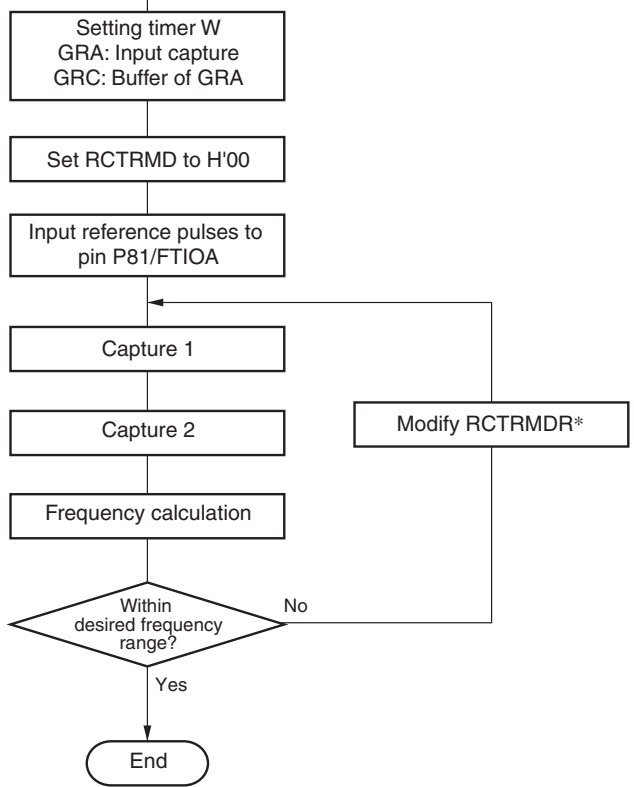 Setting timer W
GRA: Input capture
GRC: Buffer of GRA
Set RCTRMD to H'00
Input reference pulses to
pin P81/FTIOA
Capture 1
Capture 2
Modify RCTRMDR*
Frequency calculation
Within
desired frequency
range?
No
Yes
End